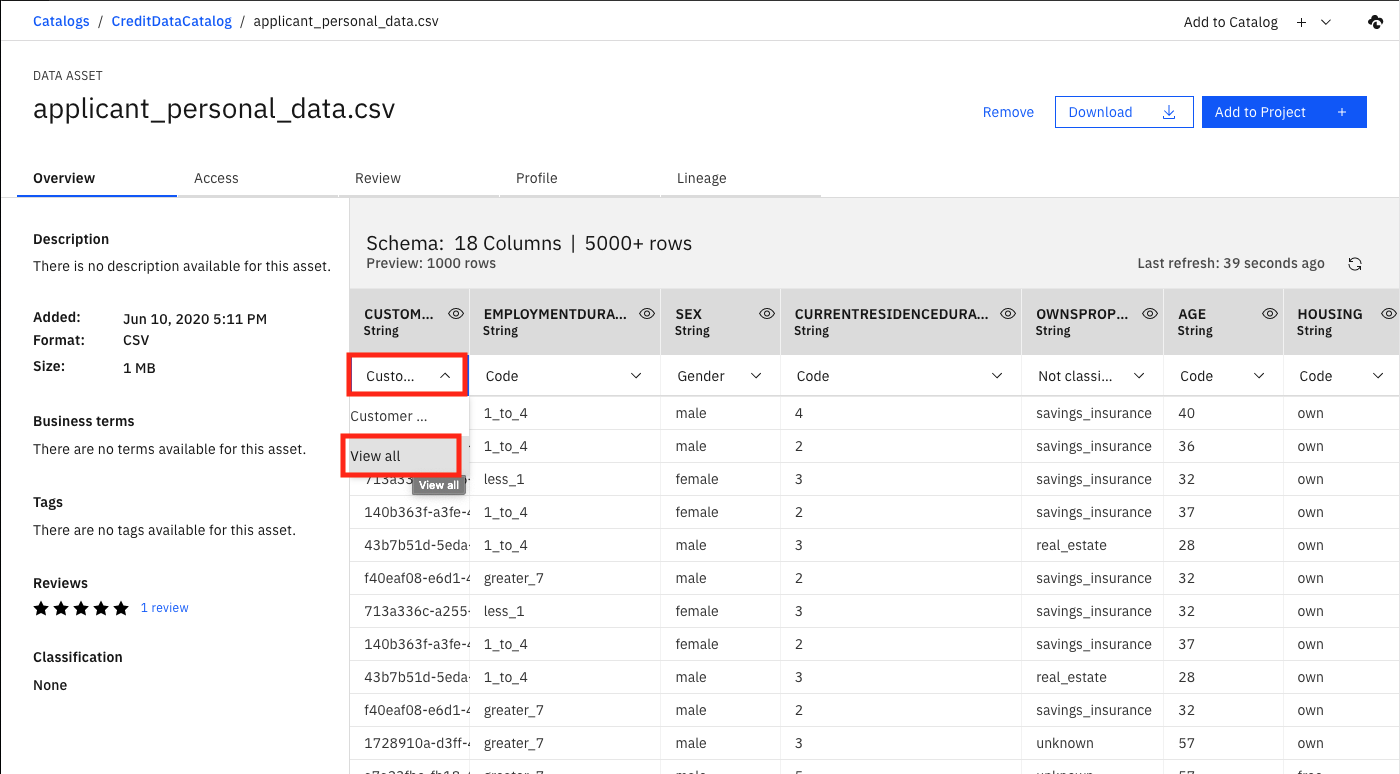 Catalogs / CreditDataCatalog / applicant_personal_data.csv
Add to Catalog +
DATA ASSET
applicant_personal_data.csv
Remove
Download
Add to Project +
Overview Access Review Profile Lineage
Description
There is no description available for this asset.
Added: Jun 10, 2020 5:11 PM
Format: CSV
Size: 1 MB
Business terms
There are no terms available for this asset.
Tags
There are no tags available for this asset.
Reviews
1 review
Classification
None
Schema: 18 Columns | 5000+ rows
Preview: 1000 rows
Last refresh: 39 seconds ago
CUSTOM... EMPLOYMENTDURA... SEX CURRENTRESIDENCEDURA... OWNSPROP... AGE HOUSING
String String String String String String String
Custo... Code Gender Code Not classi... Code Code
Customer ...
View all
View all
1_to_4 male 4 savings_insurance 40 own
1_to_4 male 2 savings_insurance 36 own
less_1 female 3 savings_insurance 32 own
140b363f-a3fe-4 1_to_4 female 2 savings_insurance 37 own
43b7b51d-5eda- 1_to_4 male 3 real_estate 28 own
f40eaf08-e6d1-4 greater_7 male 2 savings_insurance 32 own
713a336c-a255- less_1 female 3 savings_insurance 32 own
140b363f-a3fe-4 1_to_4 female 2 savings_insurance 37 own
43b7b51d-5eda- 1_to_4 male 3 real_estate 28 own
f40eaf08-e6d1-4 greater_7 male 2 savings_insurance 32 own
1728910a-d3ff-4 greater_7 male 3 unknown 57 own